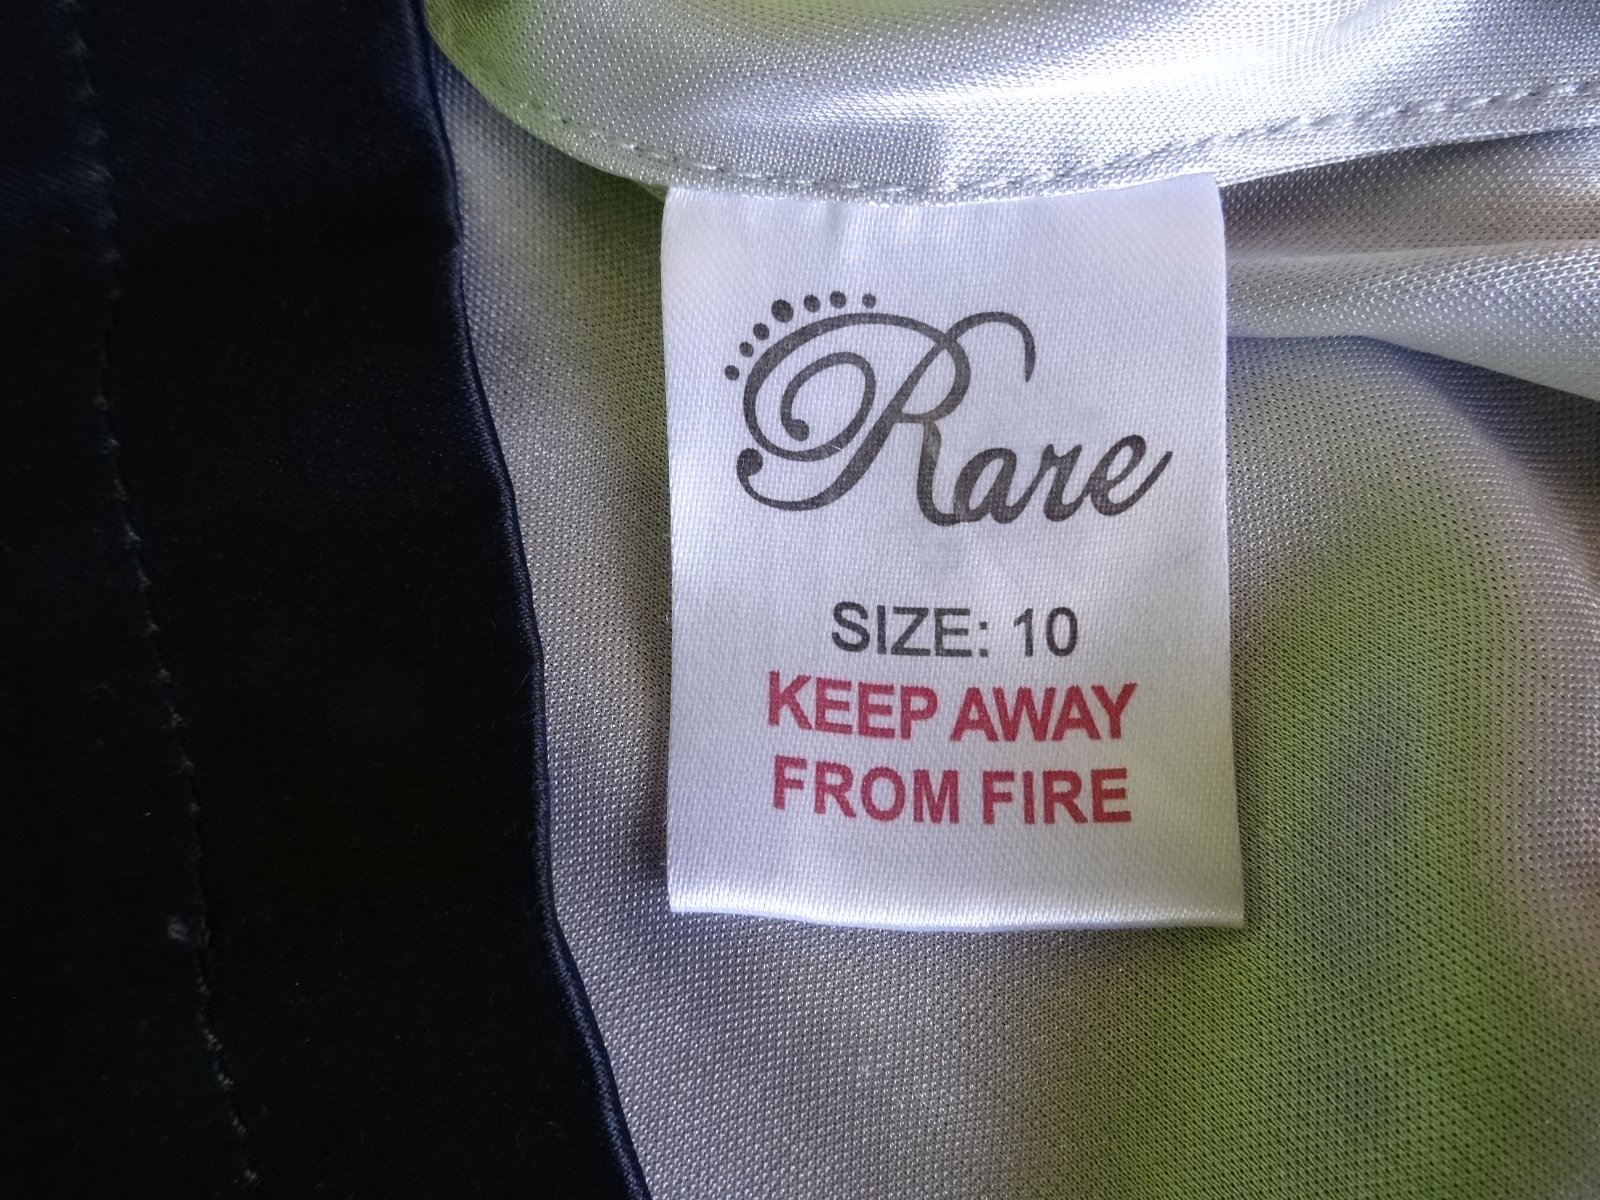 Rare
SIZE: 10
KEEP AWAY
FROM FIRE